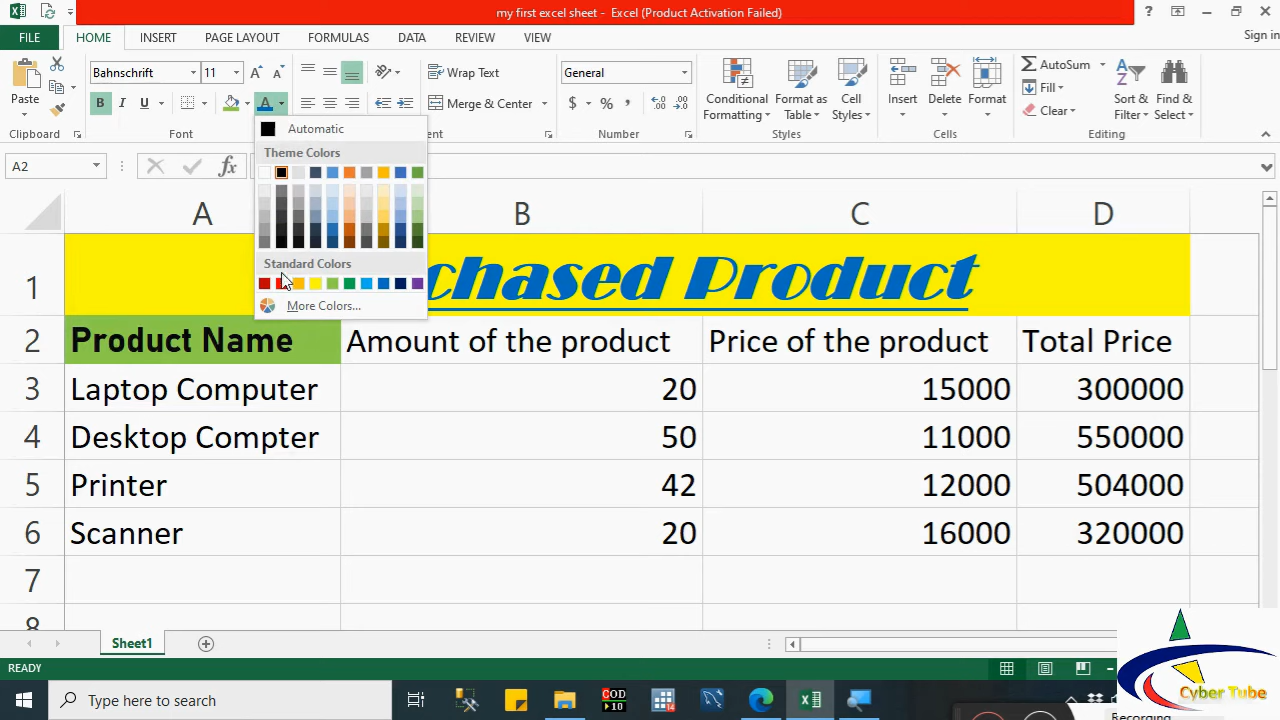 my first excel sheet - Excel (Product Activation Failed)
FILE HOME INSERT PAGE LAYOUT FORMULAS DATA REVIEW VIEW Sign in
Bahnschrift 11 Wrap Text General AutoSum
Fill
Paste B I U A Merge & Center $ % , Conditional Formatting Format as Table Cell Styles Insert Delete Format Clear Sort & Filter Find & Select
Clipboard Font Number Styles Cells Editing
Automatic
Theme Colors
Standard Colors
More Colors...
A2 fx
A B C D
1 chased Product
2 Product Name Amount of the product Price of the product Total Price
3 Laptop Computer 20 15000 300000
4 Desktop Compter 50 11000 550000
5 Printer 42 12000 504000
6 Scanner 20 16000 320000
7
8
Sheet1
READY
Type here to search
COD
10
Cyber Tube
Recording